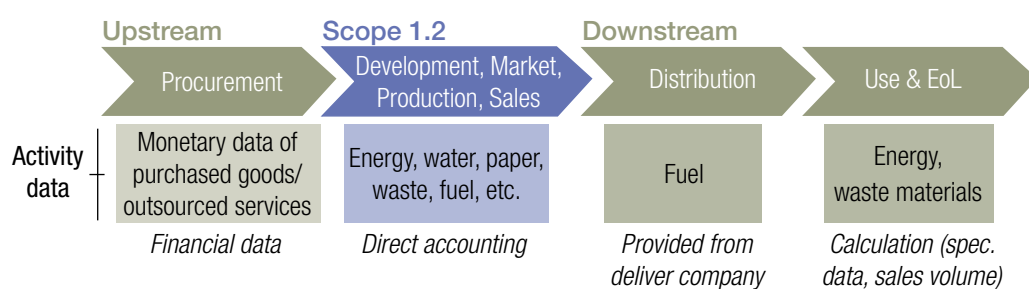 Upstream
Scope 1.2
Downstream
Procurement
Development, Market,
Production, Sales
Distribution
Use & EoL
Activity
data
Monetary data of
purchased goods/
outsourced services
Energy, water, paper,
waste, fuel, etc.
Fuel
Energy,
waste materials
Financial data
Direct accounting
Provided from
deliver company
Calculation (spec.
data, sales volume)